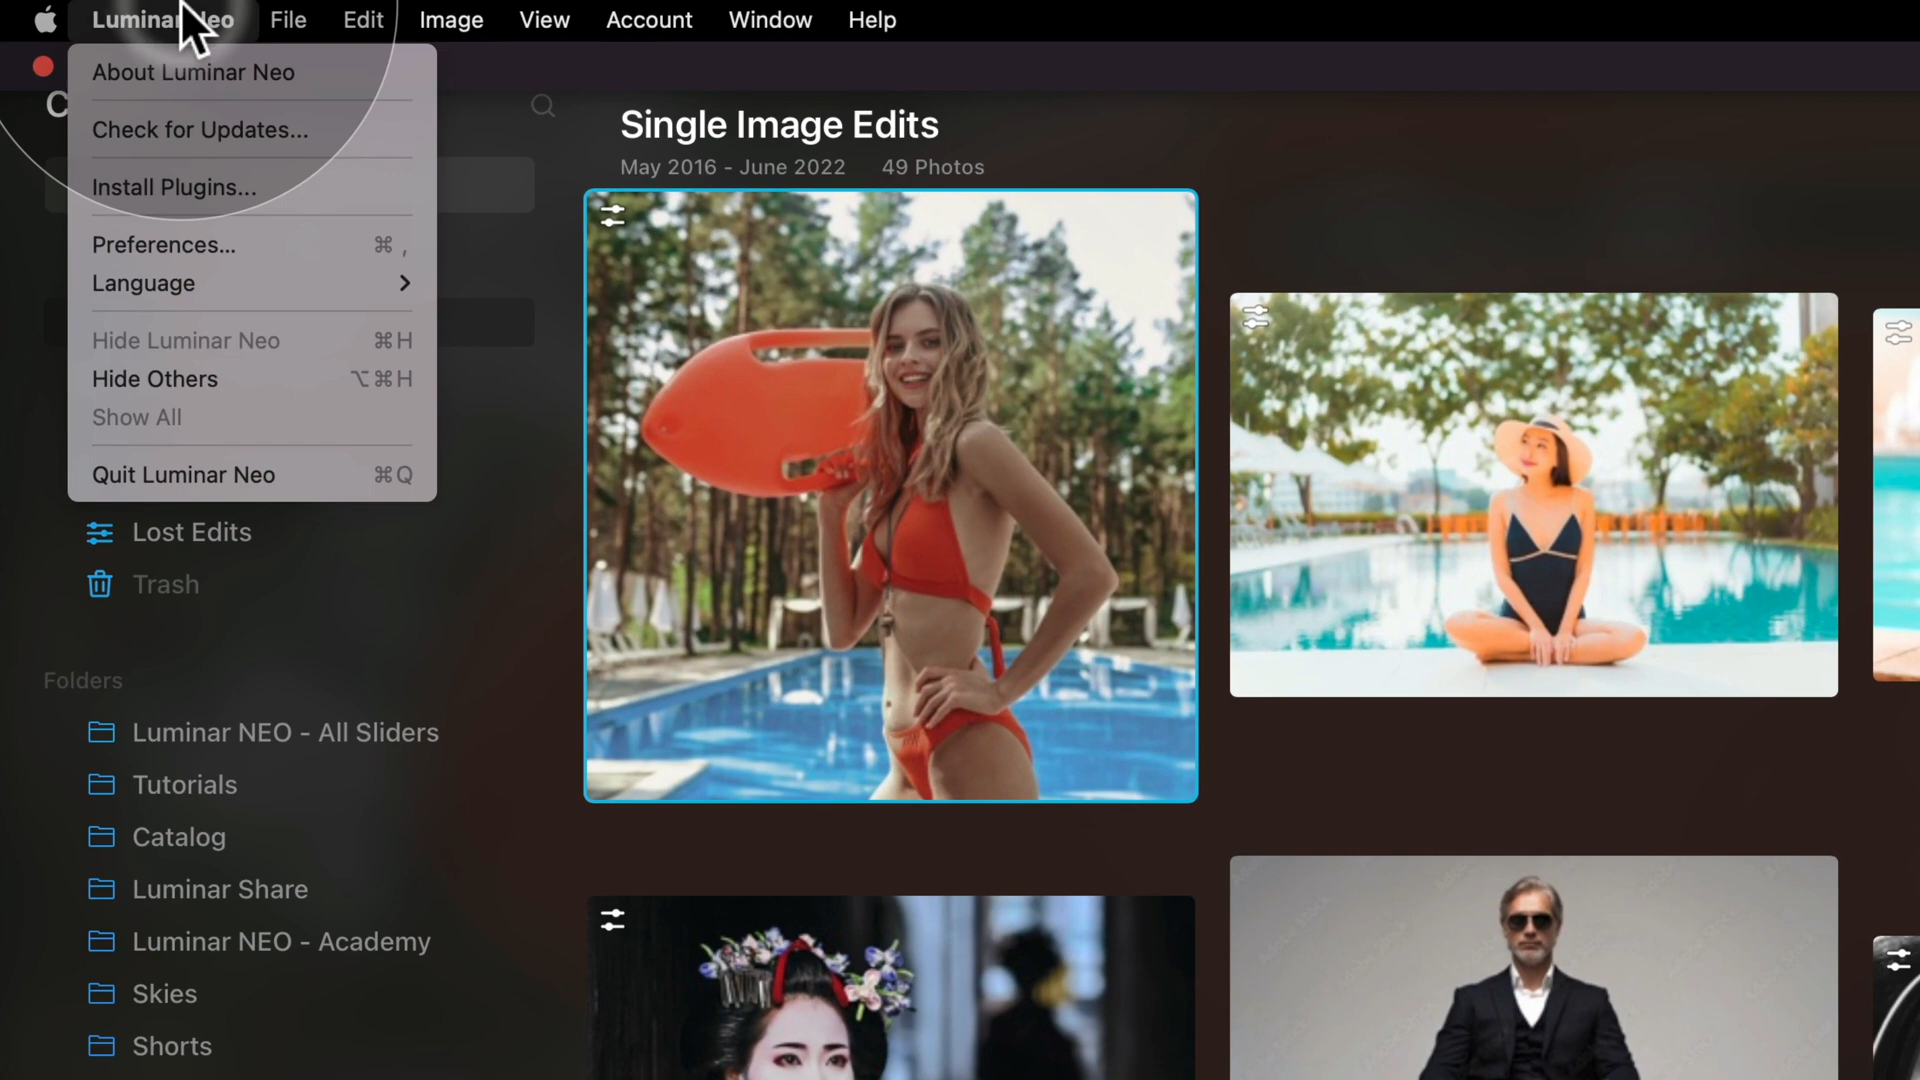 Luminar Neo File Edit Image View Account Window Help
About Luminar Neo
Check for Updates...
Install Plugins...
Preferences... ⌘ ,
Language
Hide Luminar Neo ⌘H
Hide Others ⌥⌘H
Show All
Quit Luminar Neo ⌘Q
Lost Edits
Trash
Folders
Luminar NEO - All Sliders
Tutorials
Catalog
Luminar Share
Luminar NEO - Academy
Skies
Shorts
Single Image Edits
May 2016 - June 2022 49 Photos